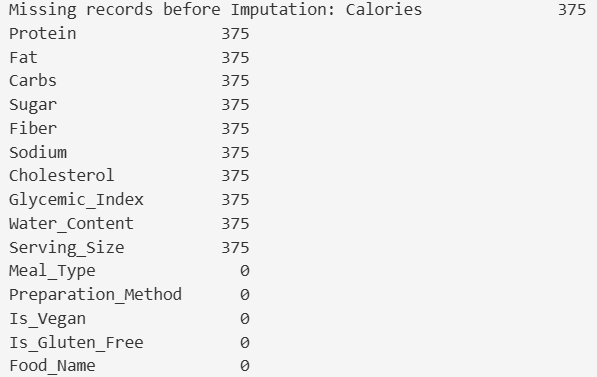 Missing records before Imputation: Calories 375
Protein 375
Fat 375
Carbs 375
Sugar 375
Fiber 375
Sodium 375
Cholesterol 375
Glycemic_Index 375
Water_Content 375
Serving_Size 375
Meal_Type 0
Preparation_Method 0
Is_Vegan 0
Is_Gluten_Free 0
Food_Name 0